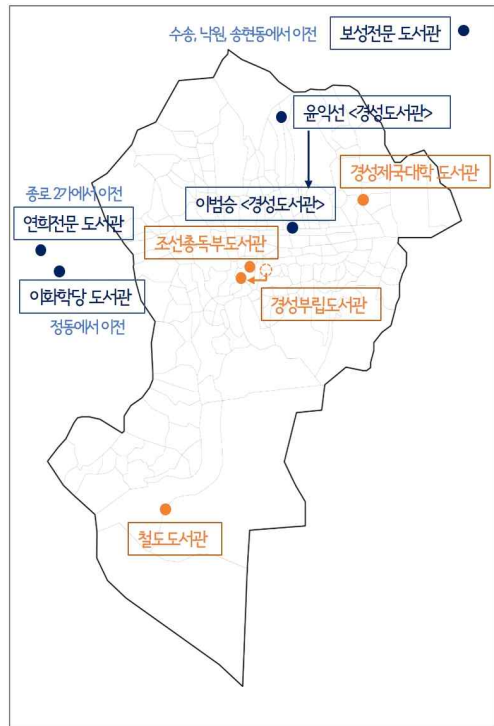 수송, 낙원, 송현동에서 이전
보성전문 도서관
윤익선 <경성도서관>
경성제국대학 도서관
종로 2가에서 이전
이범승 <경성도서관>
연희전문 도서관
조선총독부도서관
이화학당 도서관
경성부립도서관
정동에서 이전
철도도서관